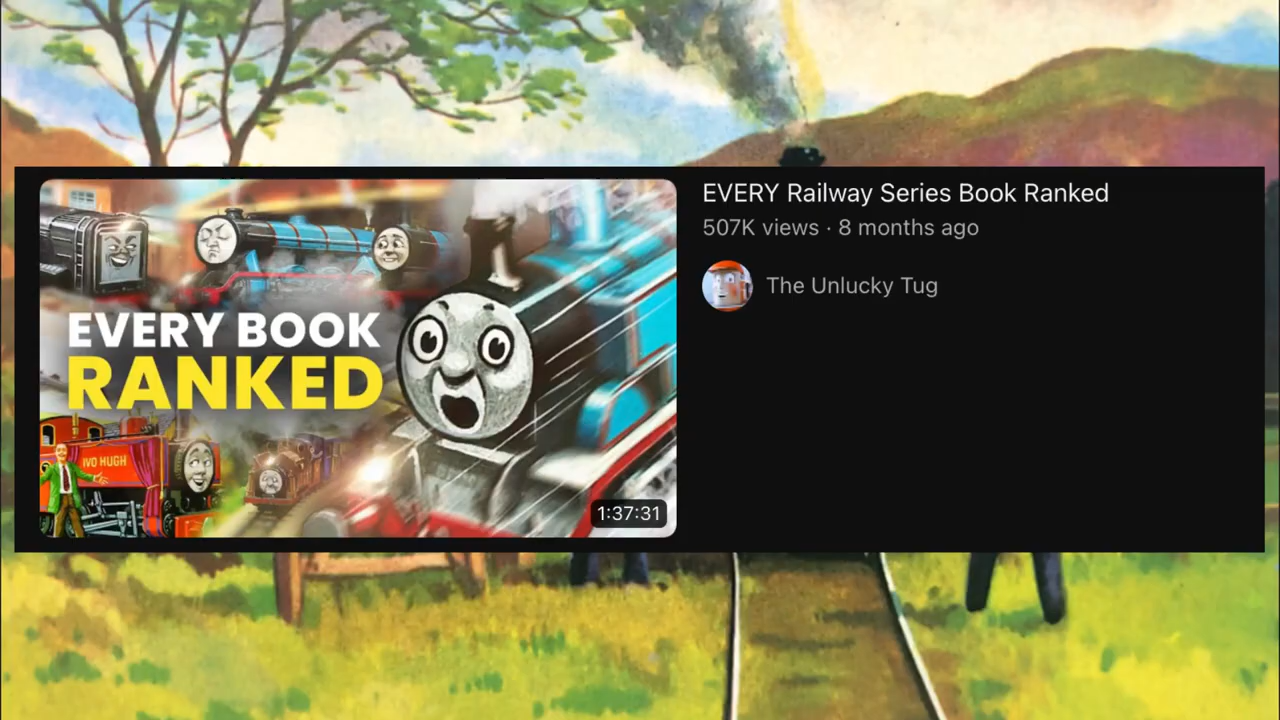 EVERY BOOK
RANKED
IVO HUGH
1:37:31
EVERY Railway Series Book Ranked
507K views · 8 months ago
The Unlucky Tug